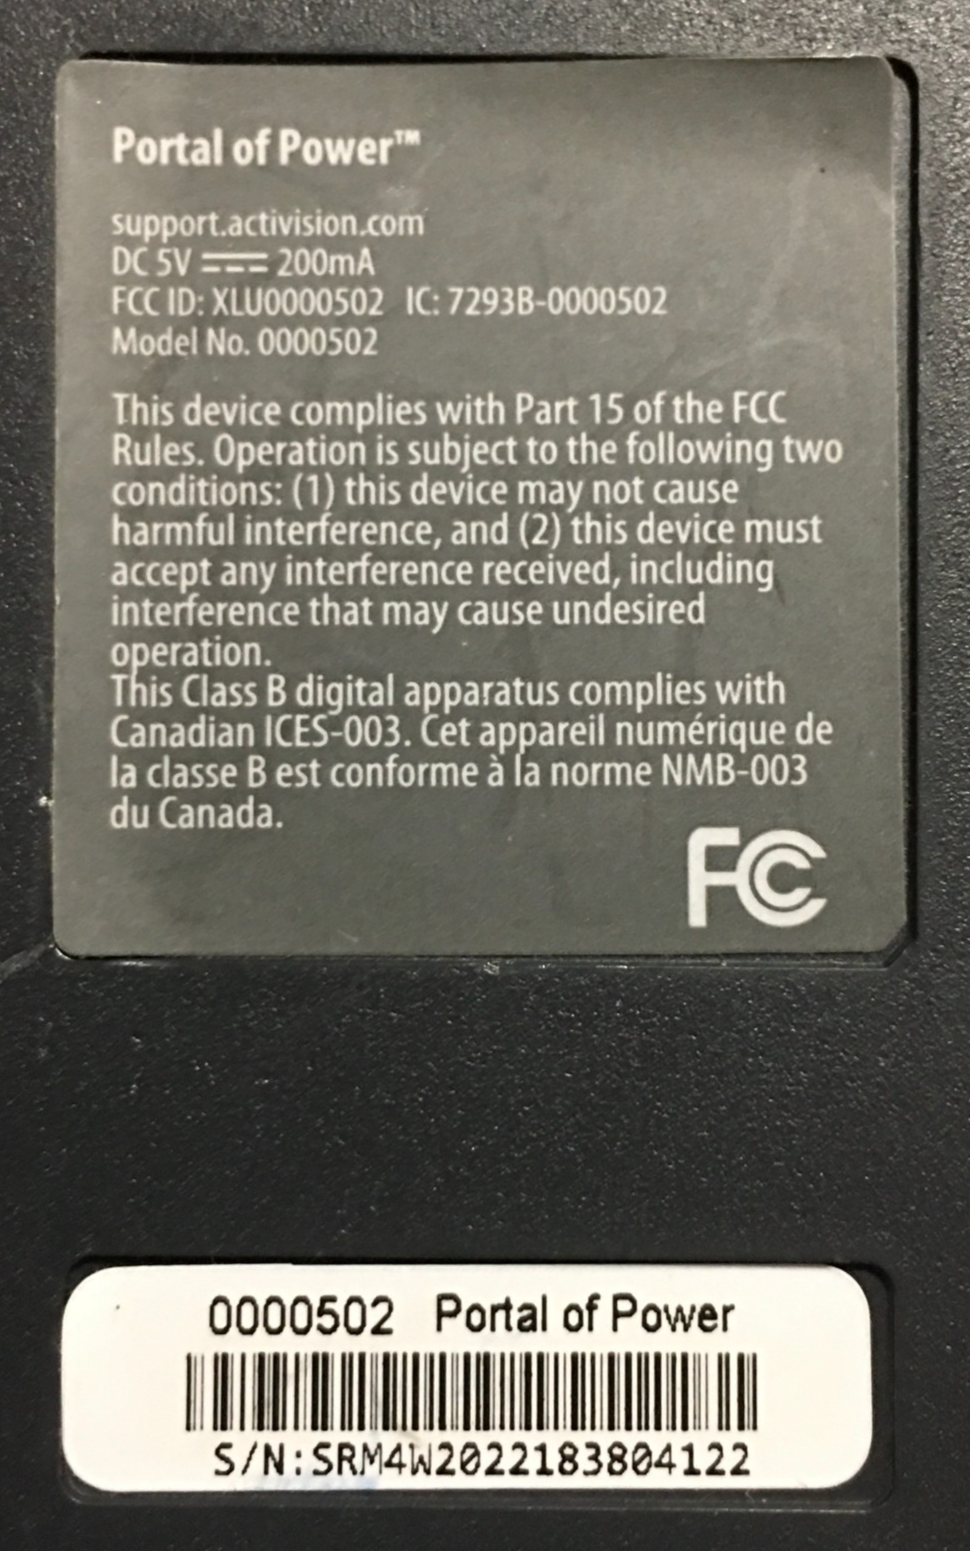 Portal of Power™
support.activision.com
DC 5V ⎓ 200mA
FCC ID: XLU0000502 IC: 7293B-0000502
Model No. 0000502
This device complies with Part 15 of the FCC
Rules. Operation is subject to the following two
conditions: (1) this device may not cause
harmful interference, and (2) this device must
accept any interference received, including
interference that may cause undesired
operation.
This Class B digital apparatus complies with
Canadian ICES-003. Cet appareil numérique de
la classe B est conforme à la norme NMB-003
du Canada.
FC
0000502 Portal of Power
S/N:SRM4W2022183804122